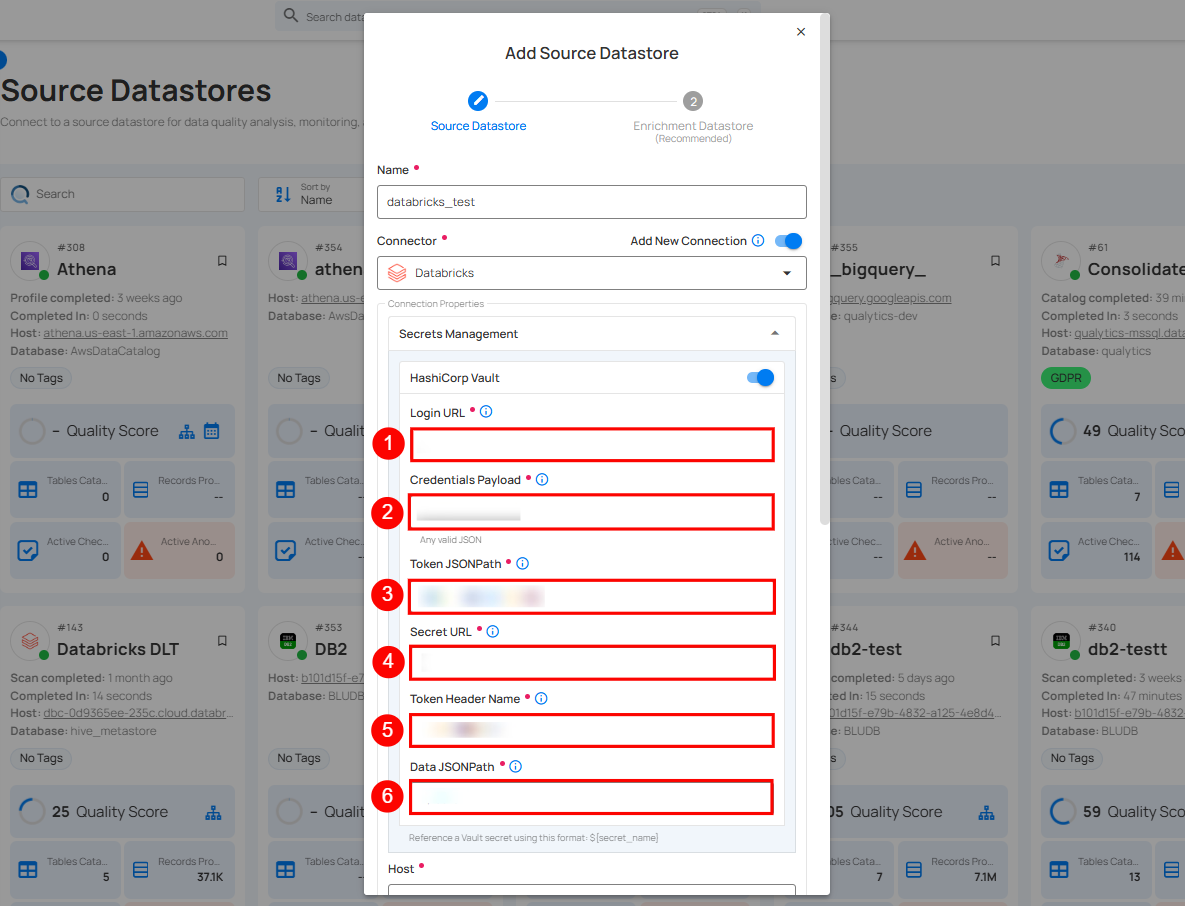 Search data
Add Source Datastore
2
Source Datastore
Enrichment Datastore
(Recommended)
Source Datastores
Connect to a source datastore for data quality analysis, monitoring,
Search
Sort by
Name
Name •
databricks_test
Connector •
Add New Connection
Databricks
Connection Properties
Secrets Management
HashiCorp Vault
Login URL •
1
Credentials Payload •
2
Any valid JSON
Token JSONPath •
3
Secret URL •
4
Token Header Name •
5
Data JSONPath •
6
Reference a Vault secret using this format: ${secret_name}
Host •
#308
Athena
Profile completed: 3 weeks ago
Completed In: 0 seconds
Host: athena.us-east-1.amazonaws.com
Database: AwsDataCatalog
No Tags
– Quality Score
Tables Cata...
0
Records Pro...
--
Active Chec...
0
Active Ano...
0
#354
athen
Host: athena.us-e
Database: AwsDa
No Tags
– Qualit
Tables Cata...
Active Chec...
#355
_bigquery_
gquery.googleapis.com
e: qualytics-dev
s
- Quality Score
bles Cata...
--
Records Pro...
--
ctive Chec...
--
Active Ano...
--
#61
Consolidate
Catalog completed: 39 mi
Completed In: 3 seconds
Host: qualytics-mssql.data
Database: qualytics
GDPR
49 Quality Sco
Tables Cata...
7
Active Chec...
114
#143
Databricks DLT
Scan completed: 1 month ago
Completed In: 14 seconds
Host: dbc-0d9365ee-235c.cloud.databr...
Database: hive_metastore
No Tags
25 Quality Score
Tables Cata...
5
Records Pro...
37.1K
#353
DB2
Host: b101d15f-e7
Database: BLUDB
No Tags
– Qualit
Tables Cata...
#344
db2-test
completed: 5 days ago
ed In: 15 seconds
01d15f-e79b-4832-a125-4e8d4...
e: BLUDB
s
05 Quality Score
bles Cata...
7
Records Pro...
7.1M
#340
db2-testt
Scan completed: 3 weeks
Completed In: 47 minutes
Host: b101d15f-e79b-4832
Database: BLUDB
No Tags
59 Quality Sco
Tables Cata...
13